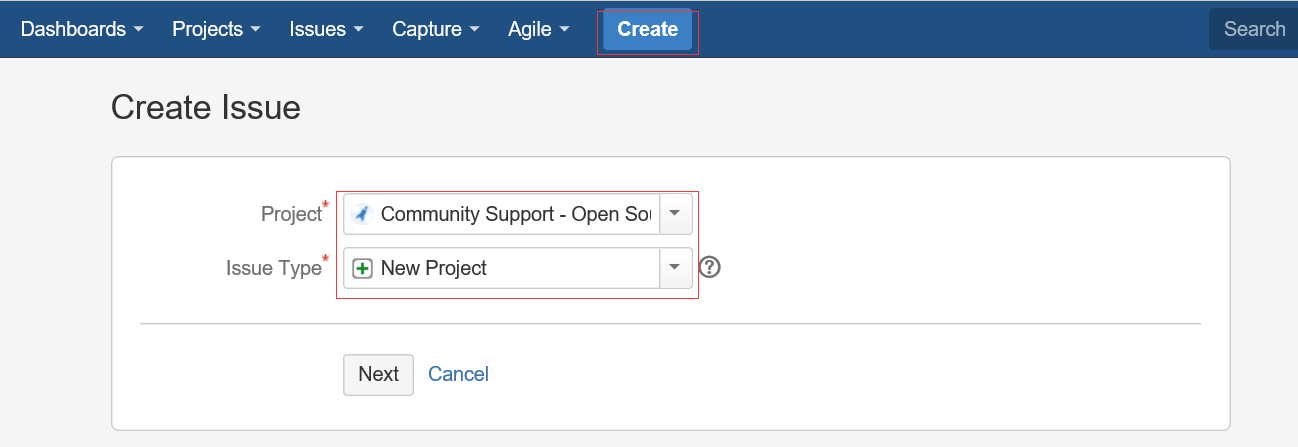 Dashboards Projects Issues Capture Agile Create Search
Create Issue
Project* Community Support - Open Sou
Issue Type* New Project ?
Next Cancel